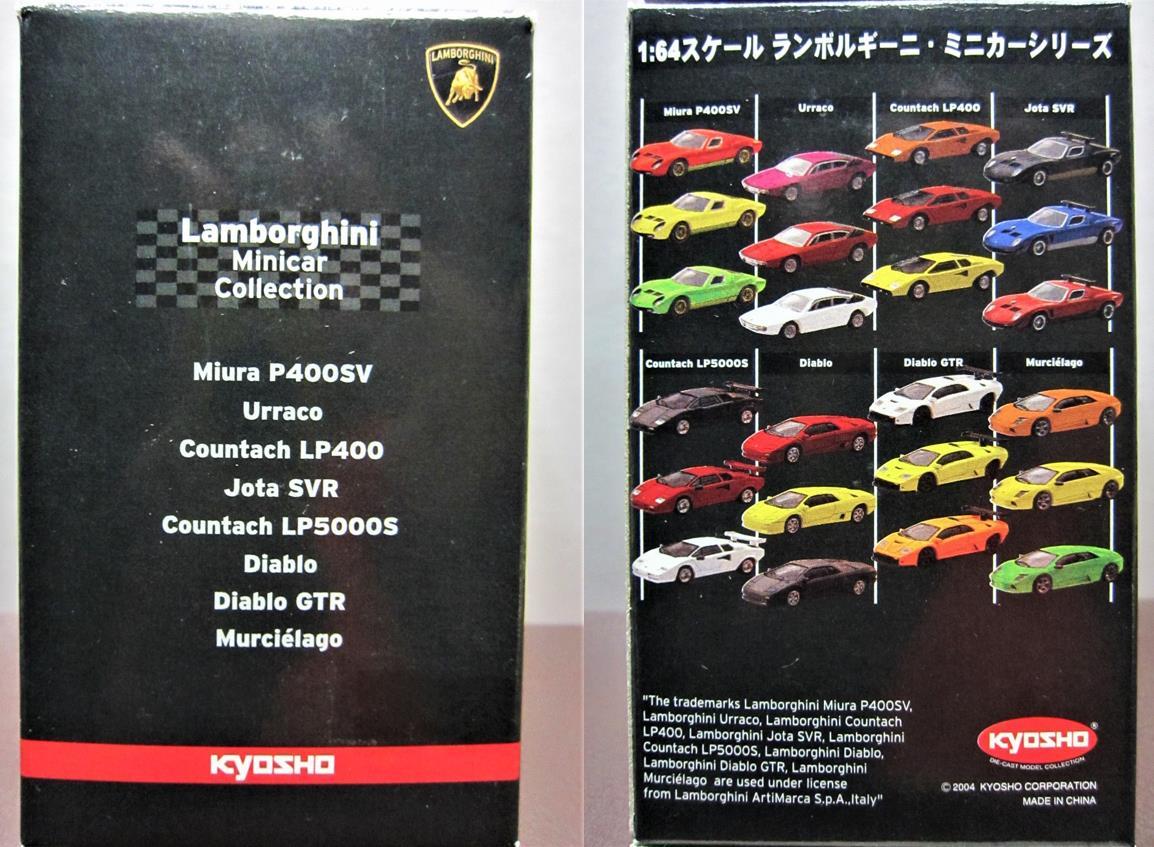 LAMBORGHINI
Lamborghini
Minicar
Collection
Miura P400SV
Urraco
Countach LP400
Jota SVR
Countach LP5000S
Diablo
Diablo GTR
Murciélago
KYOSHO
1:64スケール ランボルギーニ・ミニカーシリーズ
Miura P400SV
Urraco
Countach LP400
Jota SVR
Countach LP5000S
Diablo
Diablo GTR
Murciélago
"The trademarks Lamborghini Miura P400SV,
Lamborghini Urraco, Lamborghini Countach
LP400, Lamborghini Jota SVR, Lamborghini
Countach LP5000S, Lamborghini Diablo,
Lamborghini Diablo GTR, Lamborghini
Murciélago are used under license
from Lamborghini ArtiMarca S.p.A.,Italy"
KYOSHO®
DIE-CAST MODEL COLLECTION
© 2004 KYOSHO CORPORATION
MADE IN CHINA